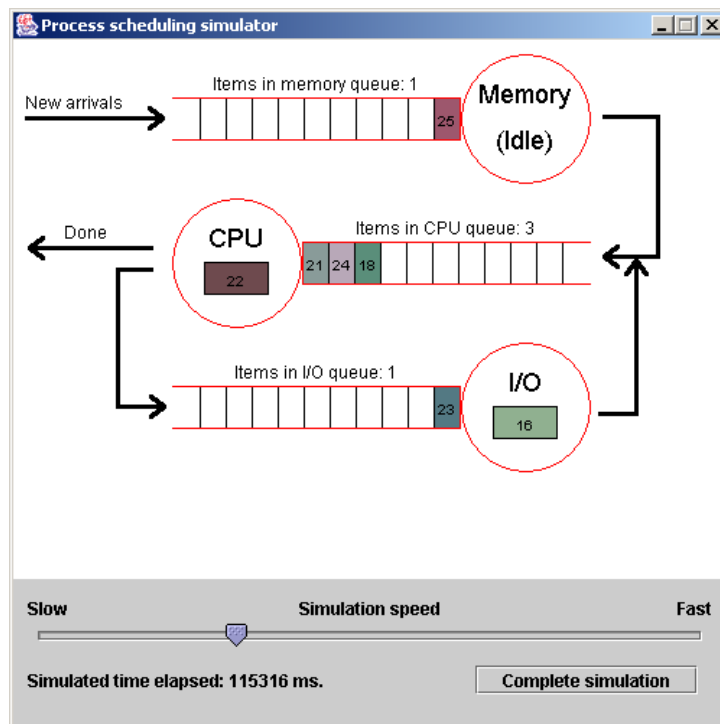 Process scheduling simulator
Items in memory queue: 1
New arrivals
25
Memory
(Idle)
Done
CPU
22
Items in CPU queue: 3
21 24 18
Items in I/O queue: 1
23
I/O
16
Slow Simulation speed Fast
Simulated time elapsed: 115316 ms.
Complete simulation